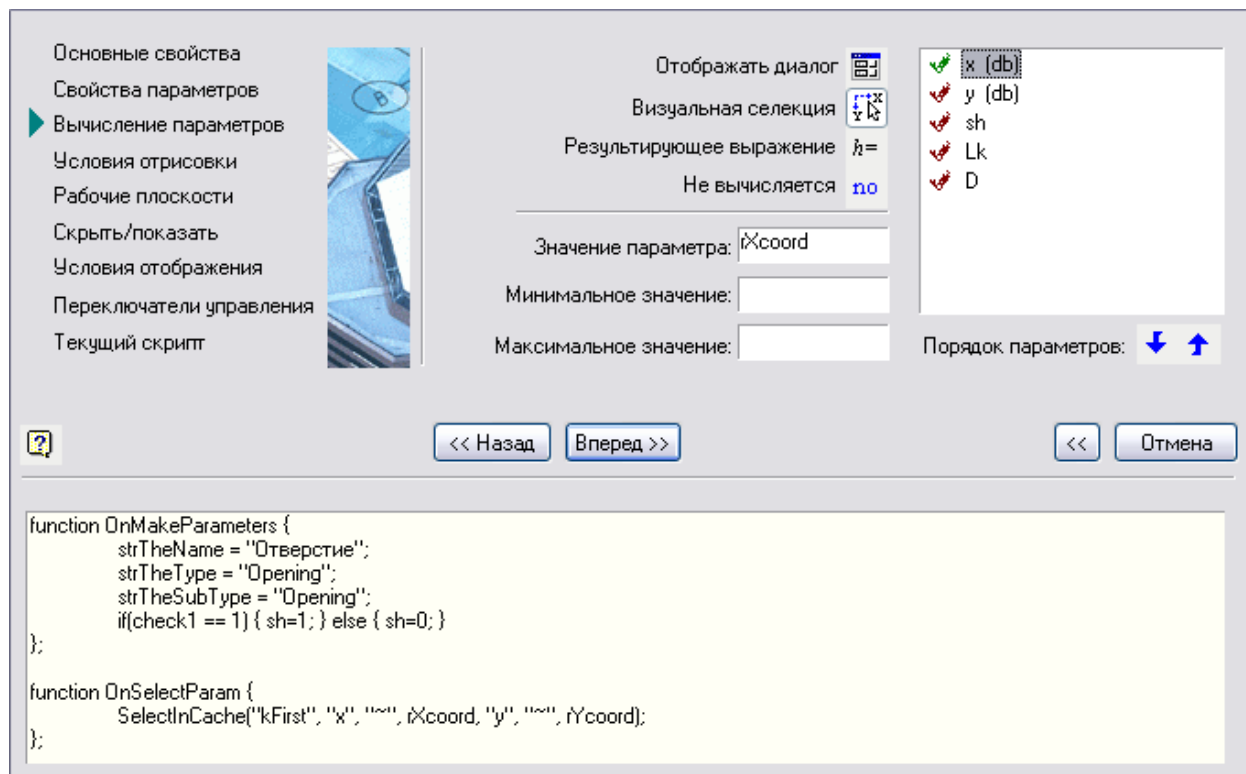 Основные свойства
Свойства параметров
Вычисление параметров
Условия отрисовки
Рабочие плоскости
Скрыть/показать
Условия отображения
Переключатели управления
Текущий скрипт
B
Отображать диалог
Визуальная селекция
Результирующее выражение h=
Не вычисляется no
Значение параметра: rXcoord
Минимальное значение:
Максимальное значение:
x (db)
y (db)
sh
Lk
D
Порядок параметров:
<< Назад
Вперед >>
<<
Отмена
function OnMakeParameters {
strTheName = "Отверстие";
strTheType = "Opening";
strTheSubType = "Opening";
if(check1 == 1) { sh=1; } else { sh=0; }
};
function OnSelectParam {
SelectInCache("kFirst", "x", "~", rXcoord, "y", "~", rYcoord);
};